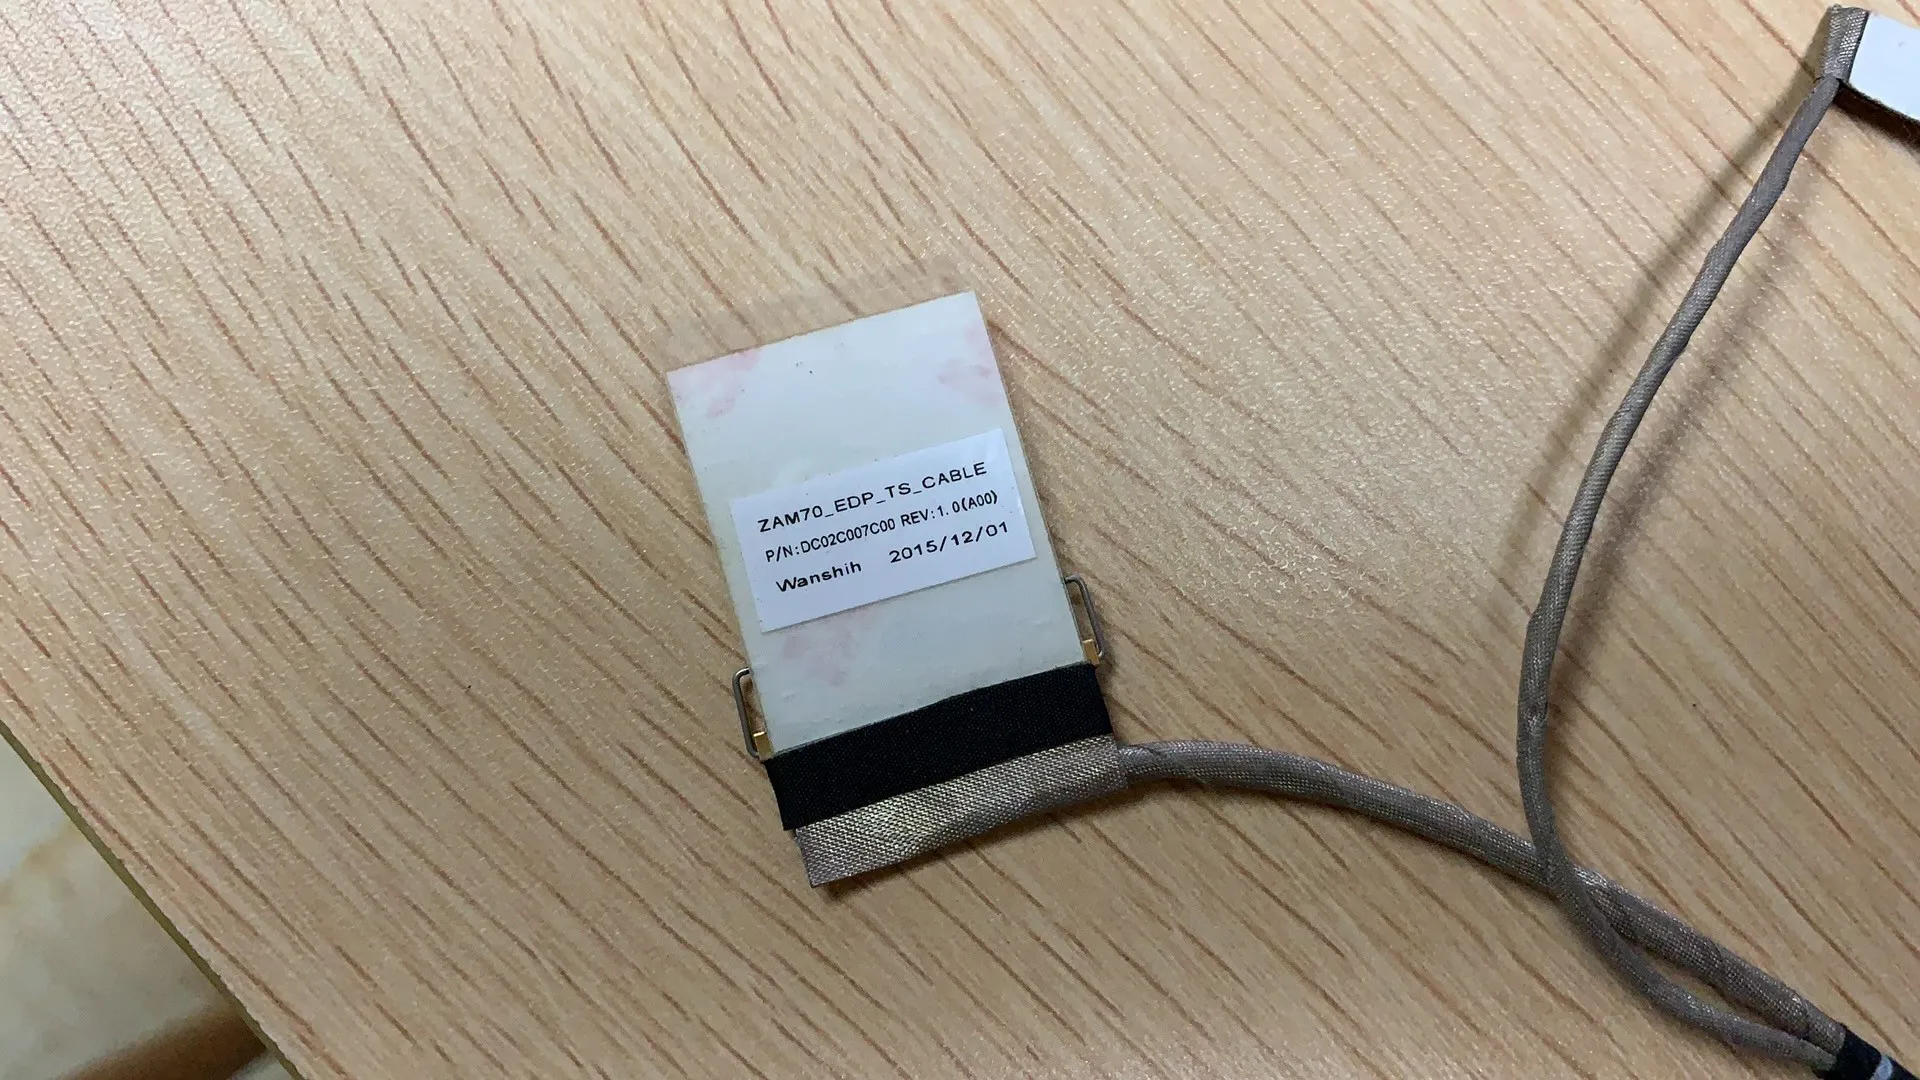 ZAM70_EDP_TS_CABLE
P/N:DC02C007C00 REV:1.0(A00)
Wanshih 2015/12/01